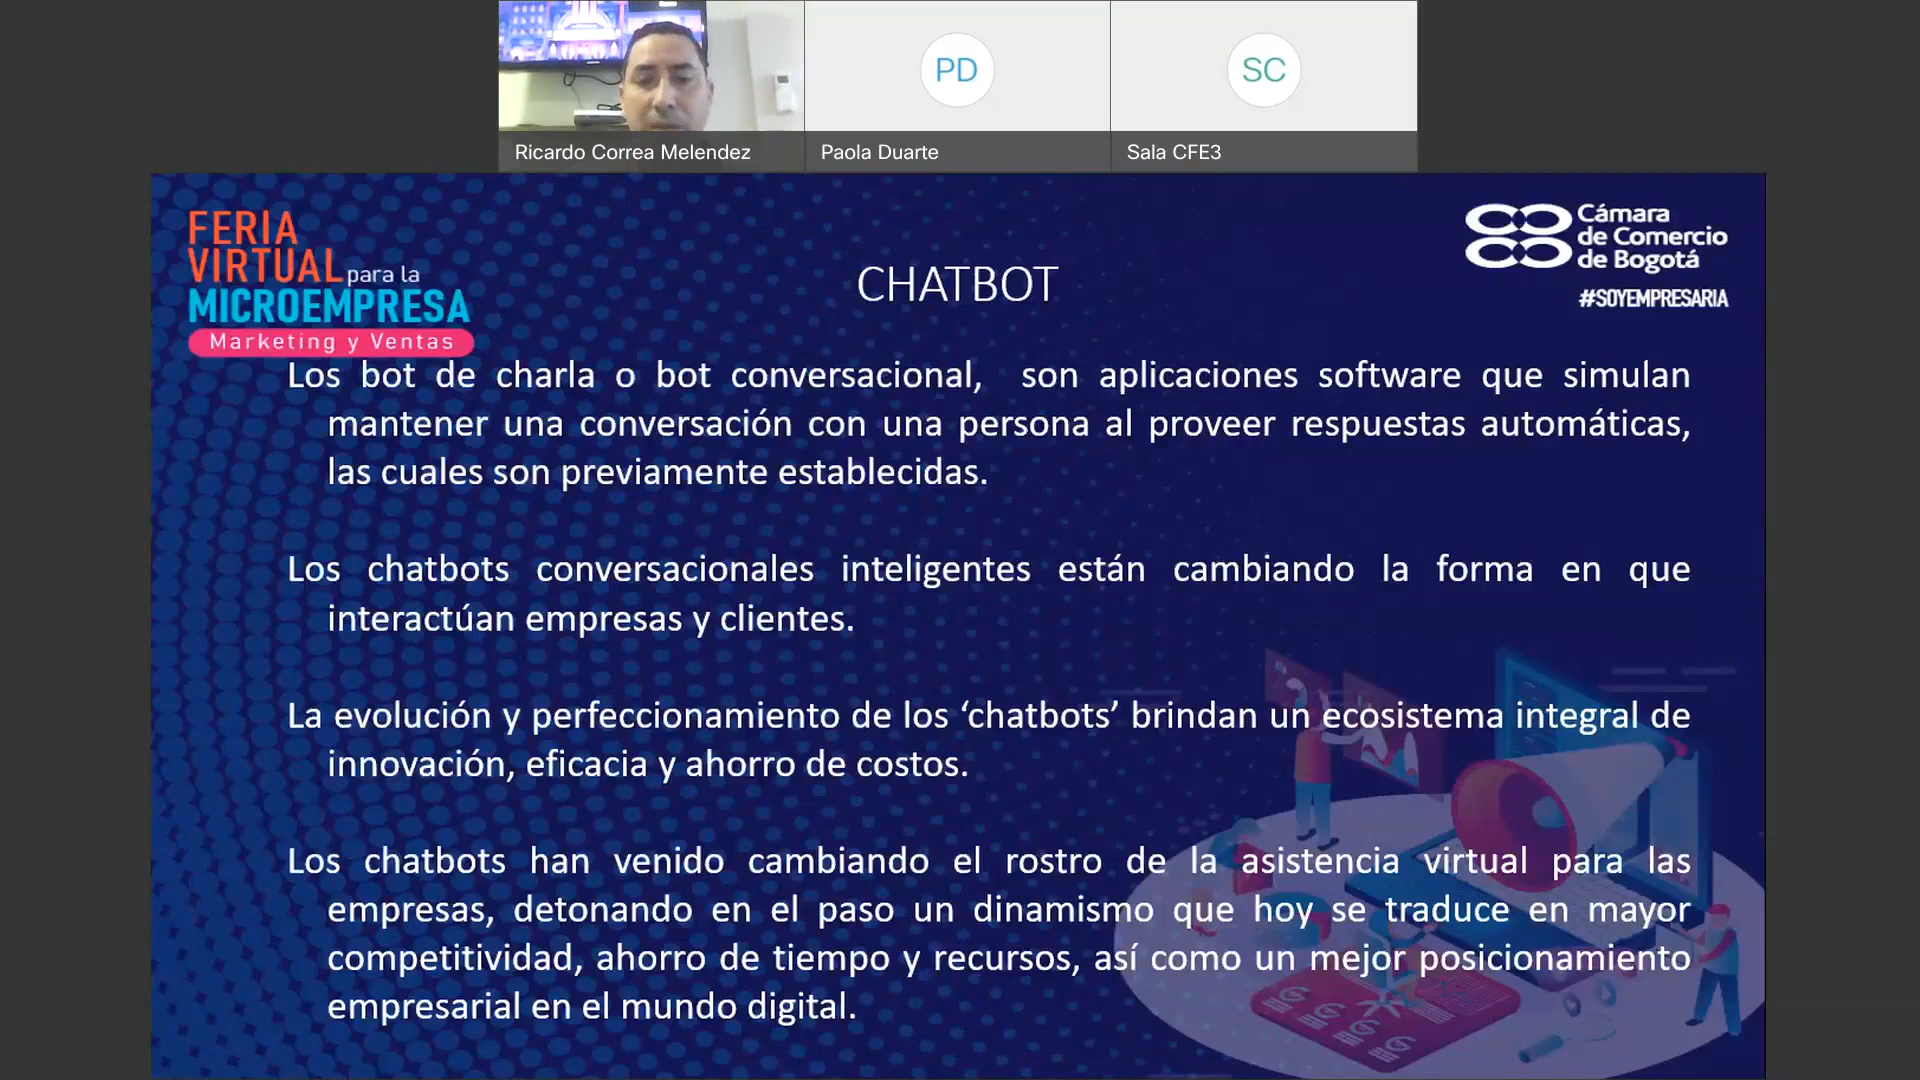 PD
SC
Ricardo Correa Melendez
Paola Duarte
Sala CFE3
FERIA
VIRTUAL para la
MICROEMPRESA
Marketing y Ventas
Cámara
de Comercio
de Bogotá
#SOYEMPRESARIA
CHATBOT
Los bot de charla o bot conversacional, son aplicaciones software que simulan
mantener una conversación con una persona al proveer respuestas automáticas,
las cuales son previamente establecidas.
Los chatbots conversacionales inteligentes están cambiando la forma en que
interactúan empresas y clientes.
La evolución y perfeccionamiento de los ‘chatbots’ brindan un ecosistema integral de
innovación, eficacia y ahorro de costos.
Los chatbots han venido cambiando el rostro de la asistencia virtual para las
empresas, detonando en el paso un dinamismo que hoy se traduce en mayor
competitividad, ahorro de tiempo y recursos, así como un mejor posicionamiento
empresarial en el mundo digital.